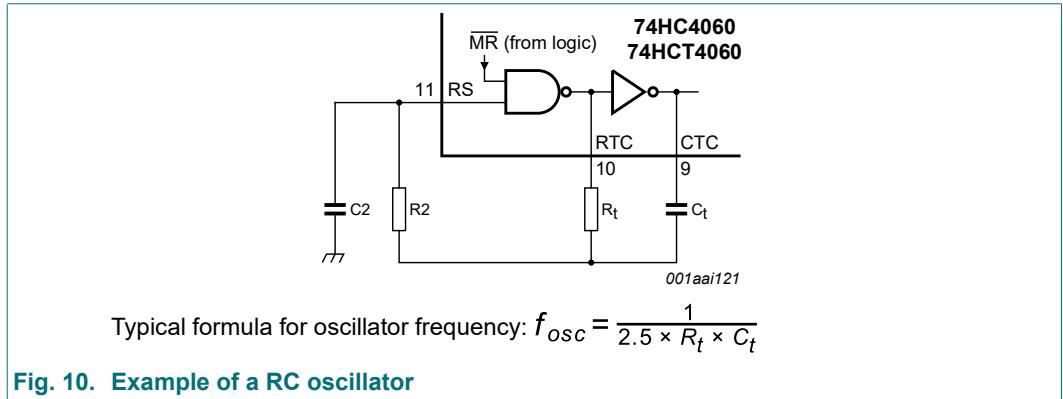 74HC4060
74HCT4060
MR (from logic)
11 RS
RTC CTC
10 9
C2 R2 Rt Ct
001aai121
Typical formula for oscillator frequency: fosc = 1 / 2.5 × Rt × Ct
Fig. 10. Example of a RC oscillator